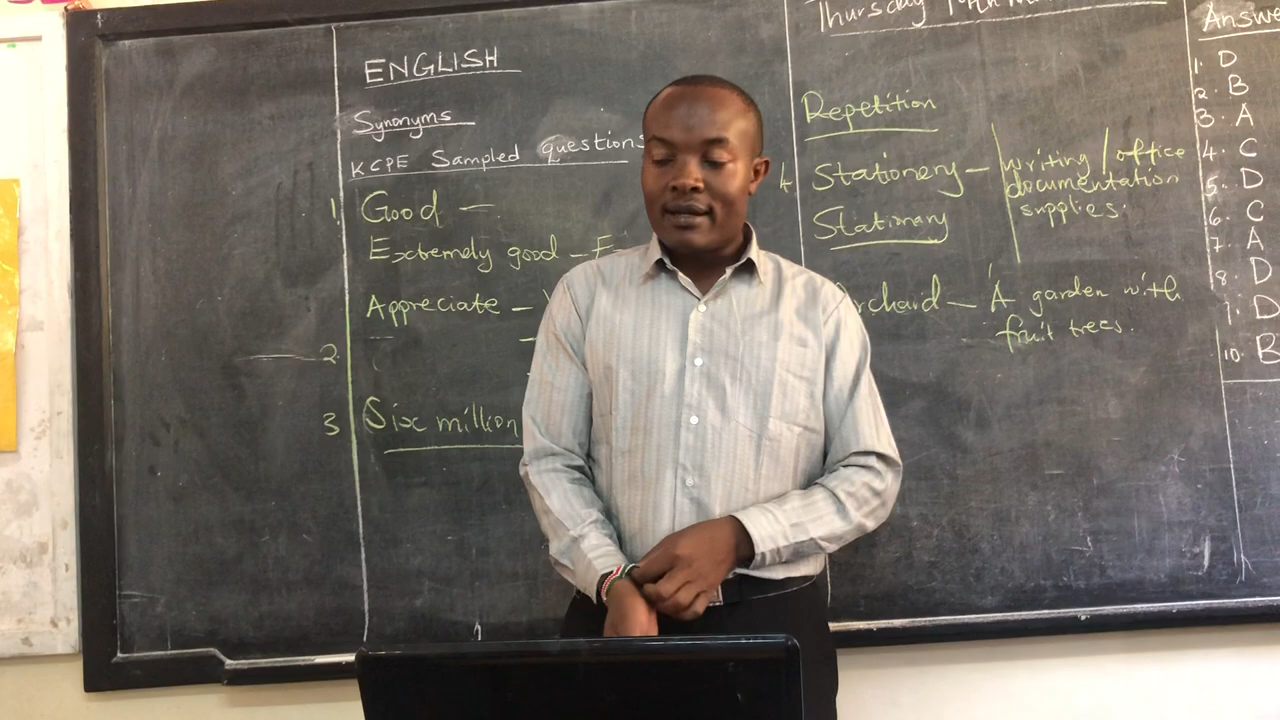 ENGLISH
Synonyms
KCPE Sampled questions
1. Good —
Extremely good — E
Appreciate —
2.
3 Six million
Thursday
Repetition
4 Stationery — writing / office
documentation
supplies.
Stationary
Orchard — A garden with
fruit trees.
Answe
1. D
2. B
3. A
4. C
5. D
6. C
7. A
8. D
9. D
10. B